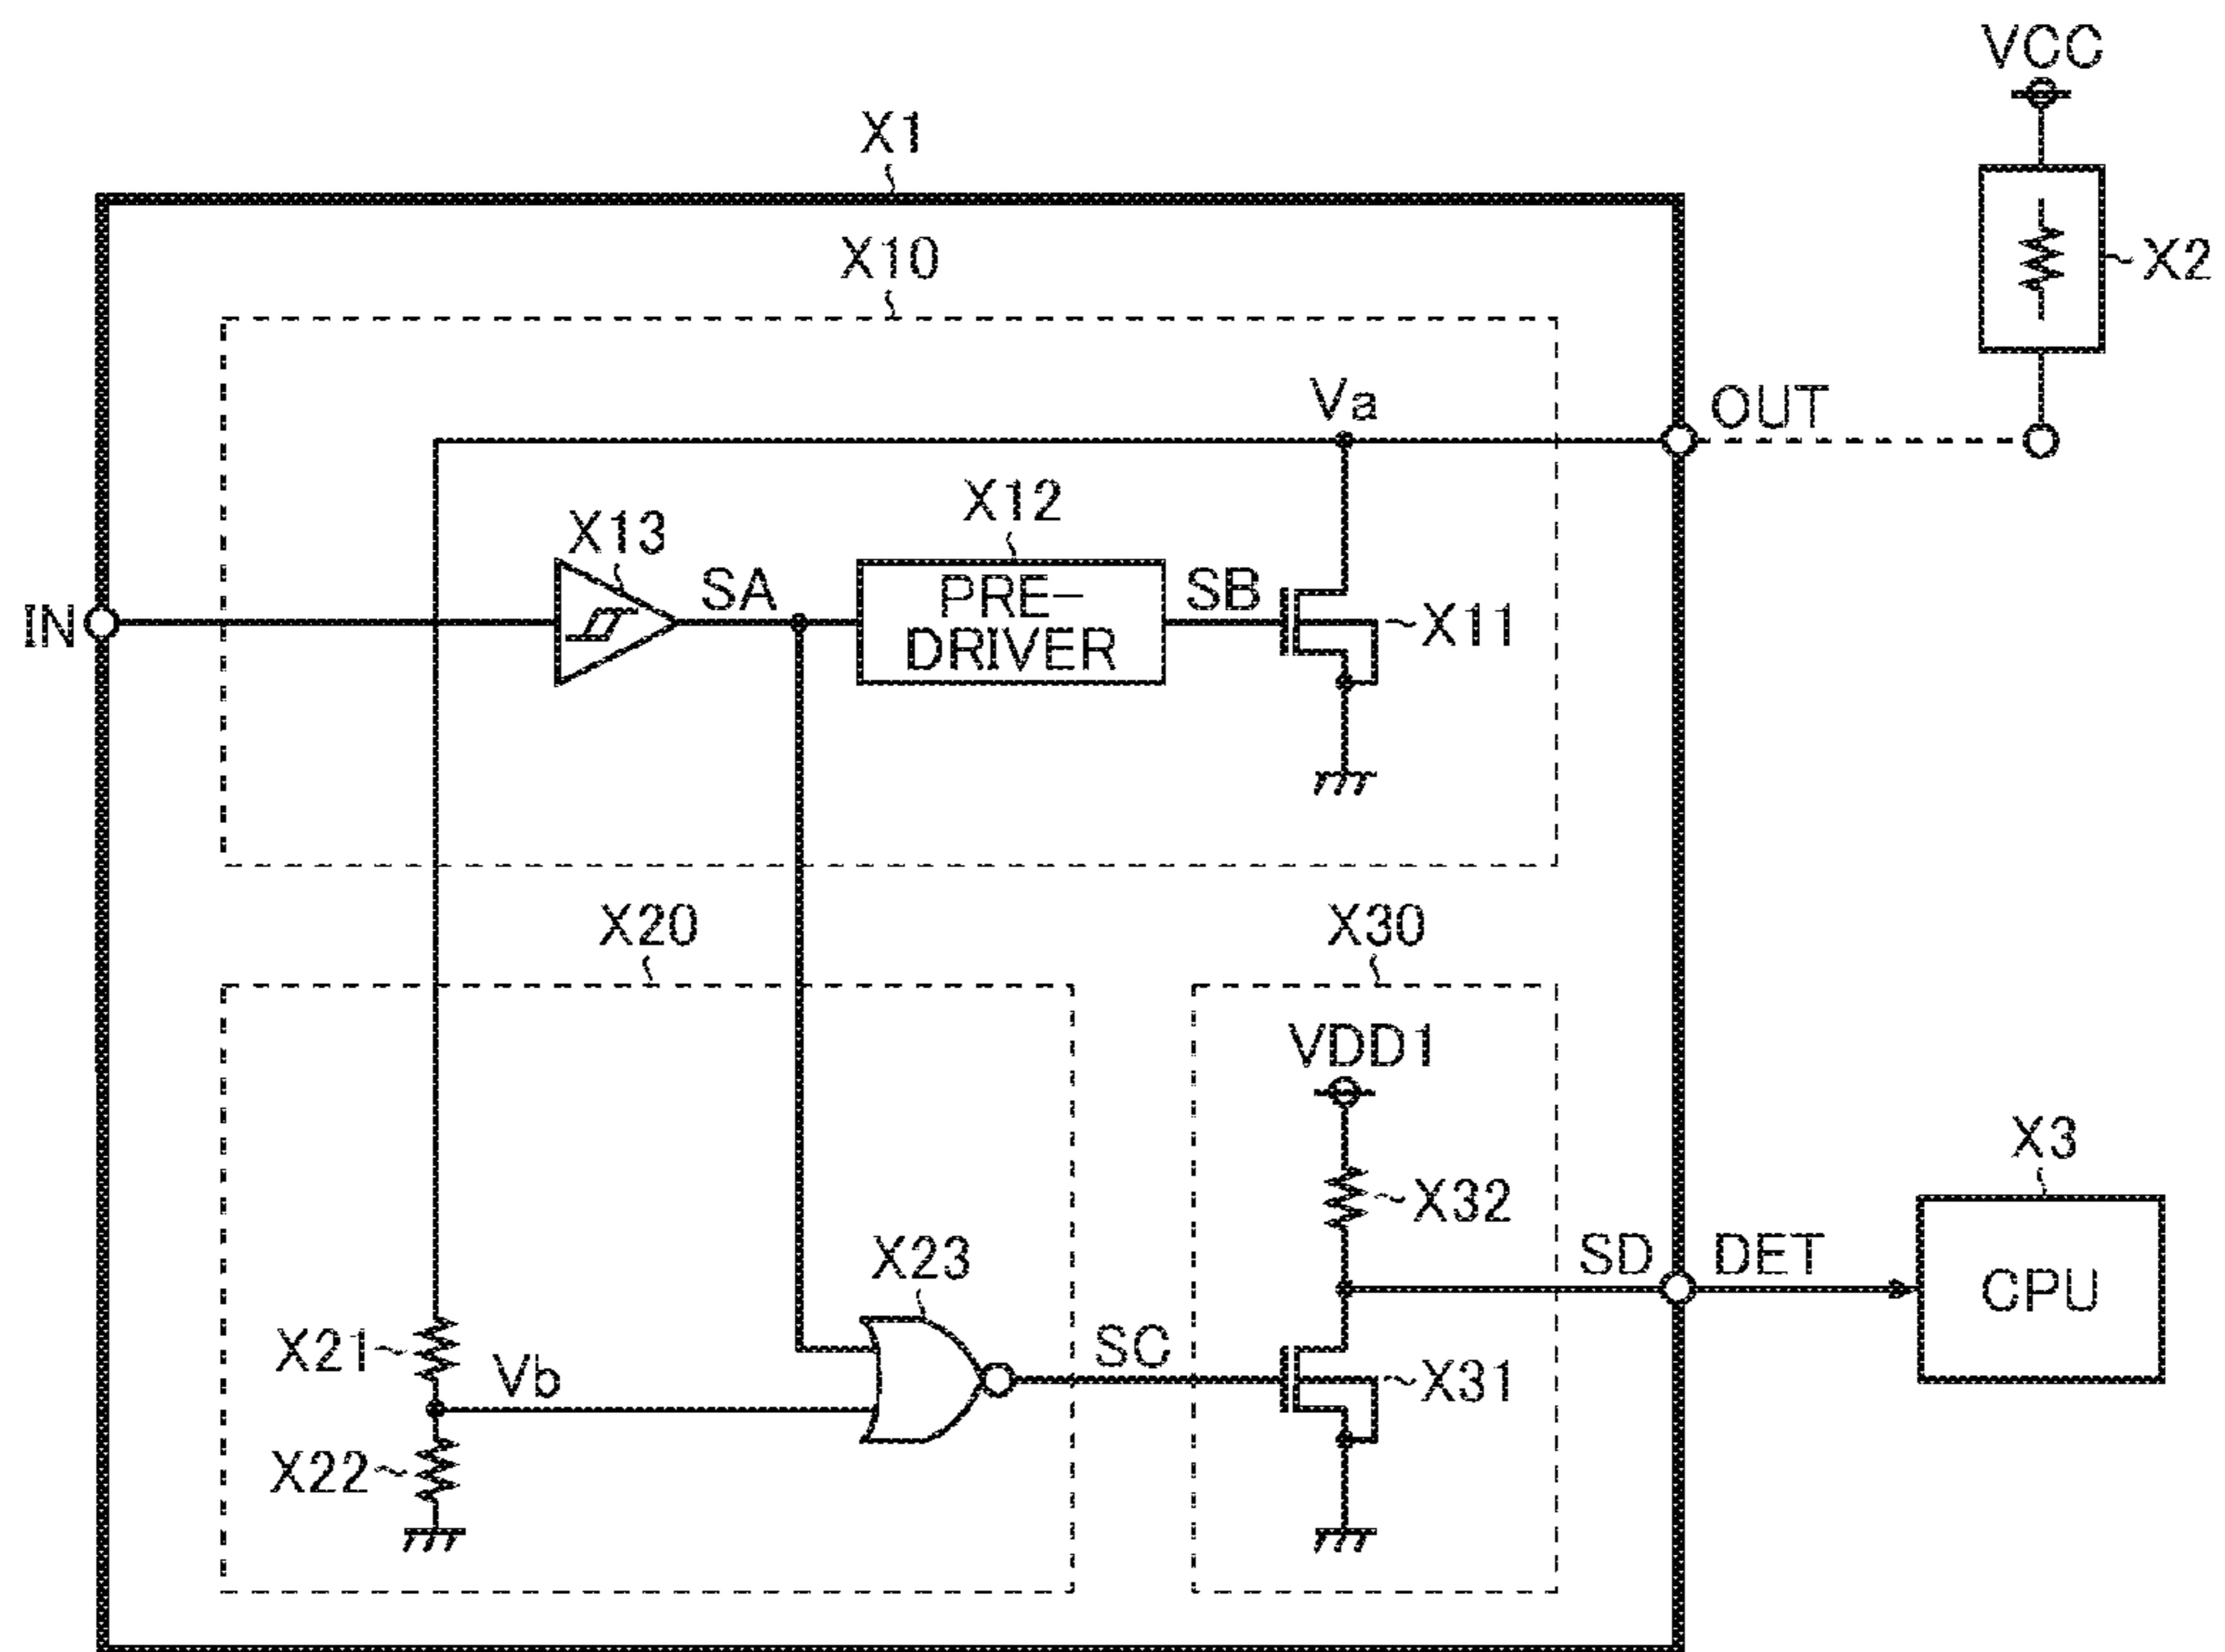 VCC
X1
X10
X2
Va
OUT
X12
X13
SA
PRE-
DRIVER
SB
X11
IN
X20
X30
VDD1
X3
X32
X23
SD
DET
CPU
X21
Vb
SC
X31
X22